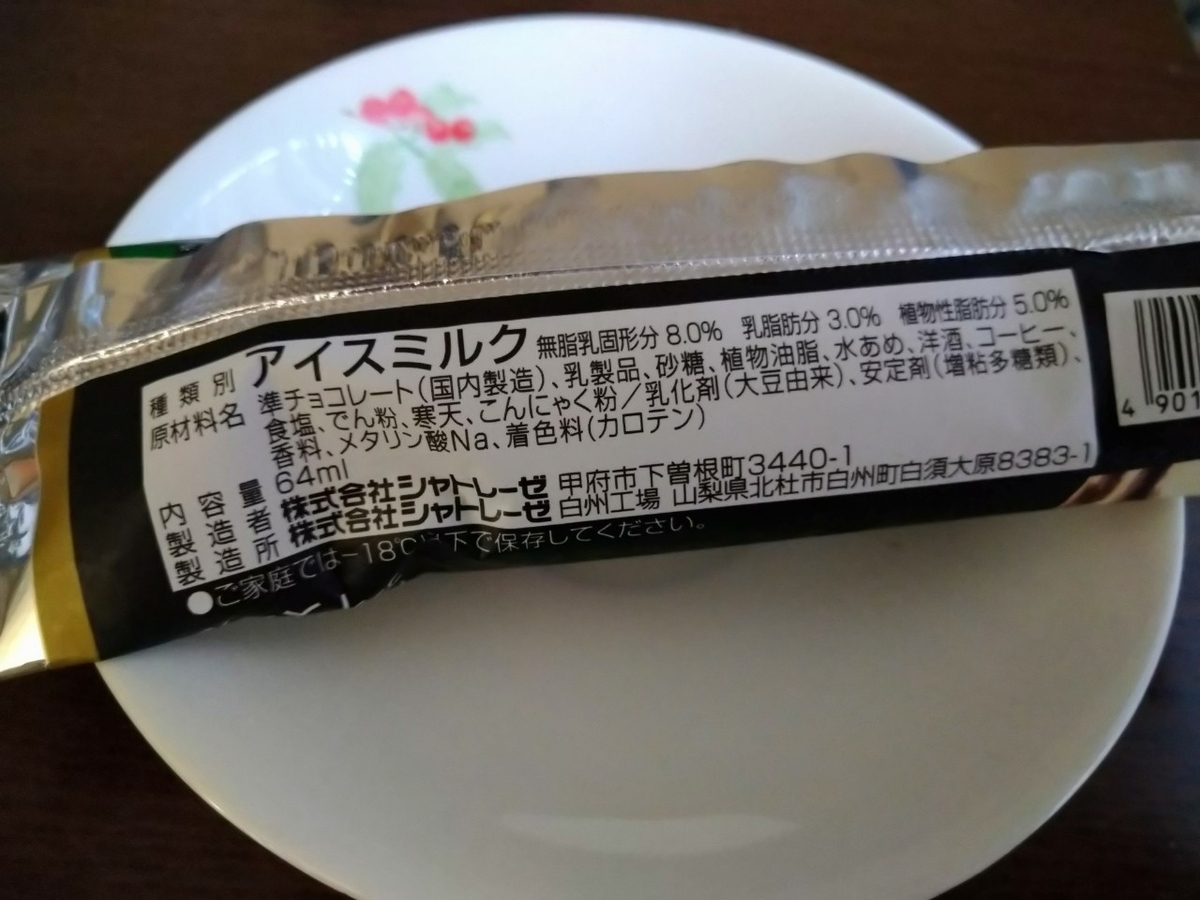 種類別 アイスミルク 無脂乳固形分 8.0% 乳脂肪分 3.0% 植物性脂肪分 5.0%
原材料名 準チョコレート(国内製造)、乳製品、砂糖、植物油脂、水あめ、洋酒、コーヒー、
食塩、でん粉、寒天、こんにゃく粉/乳化剤(大豆由来)、安定剤(増粘多糖類)、
香料、メタリン酸Na、着色料(カロテン)
内容量 64ml
製造者 株式会社シャトレーゼ 甲府市下曽根町3440-1
製造所 株式会社シャトレーゼ 白州工場 山梨県北杜市白州町白須大原8383-1
●ご家庭では-18℃以下で保存してください。
4 901